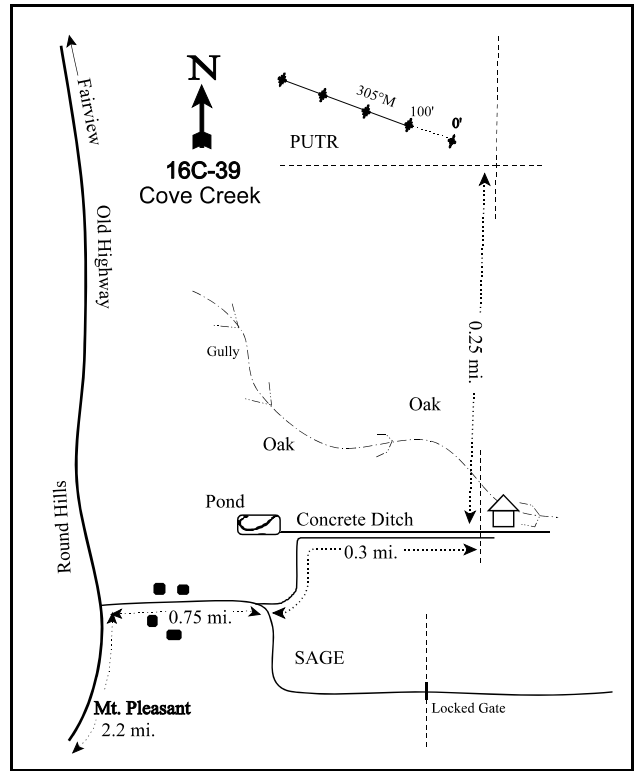 N
16C-39
Cove Creek
Fairview
Old Highway
Round Hills
305°M
100'
0'
PUTR
0.25 mi.
Gully
Oak
Oak
Pond
Concrete Ditch
0.3 mi.
0.75 mi.
SAGE
Locked Gate
Mt. Pleasant
2.2 mi.